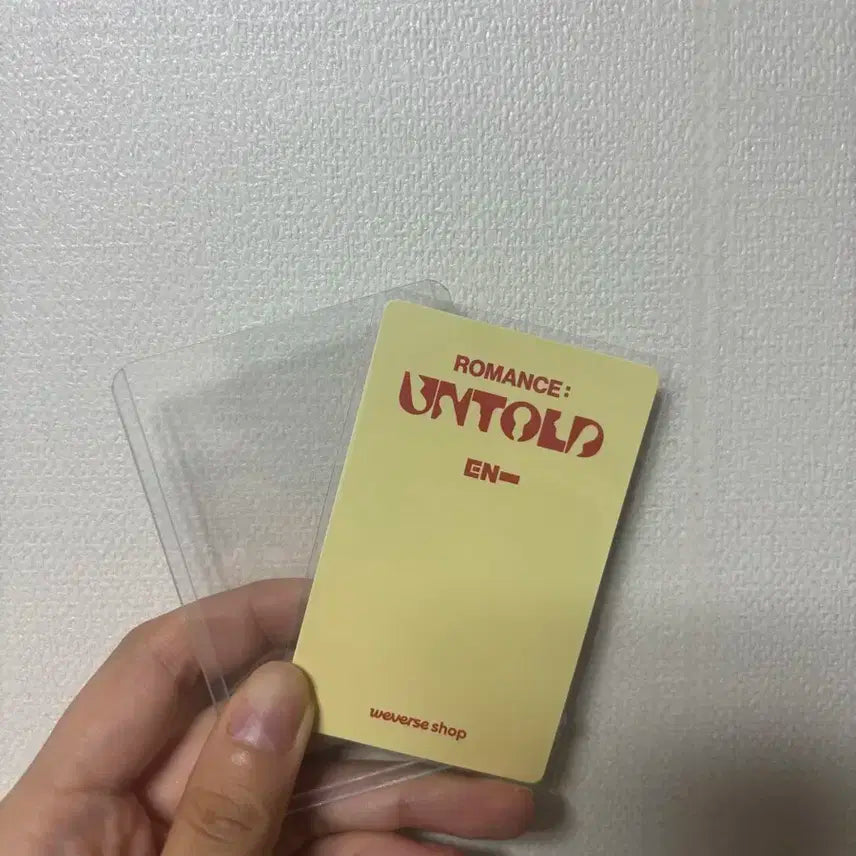 ROMANCE:
UNTOLD
EN-
weverse shop